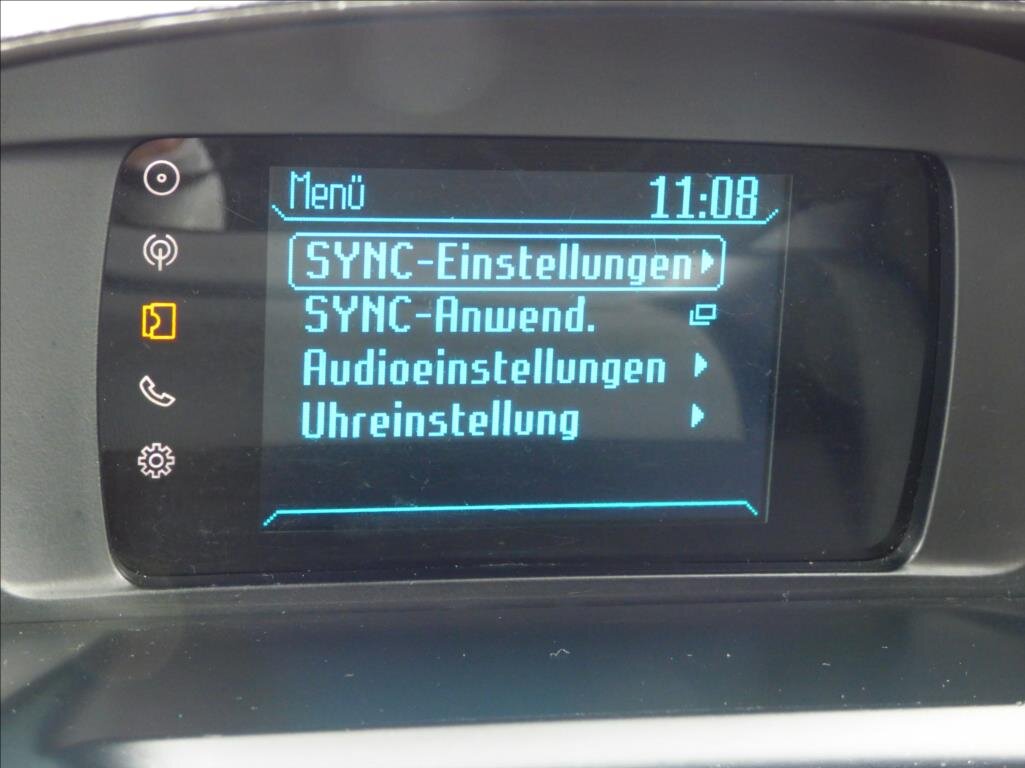 Menü 11:08
SYNC-Einstellungen
SYNC-Anwend.
Audioeinstellungen
Uhreinstellung